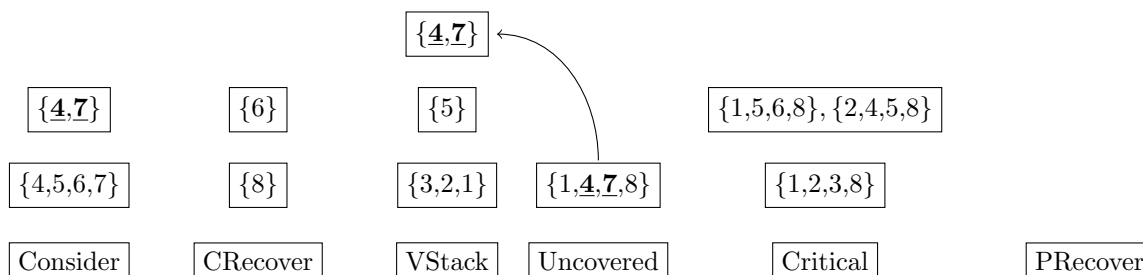 {4,7}
{4,7} {6} {5} {1,5,6,8}, {2,4,5,8}
{4,5,6,7} {8} {3,2,1} {1,4,7,8} {1,2,3,8}
Consider CRecover VStack Uncovered Critical PRecover